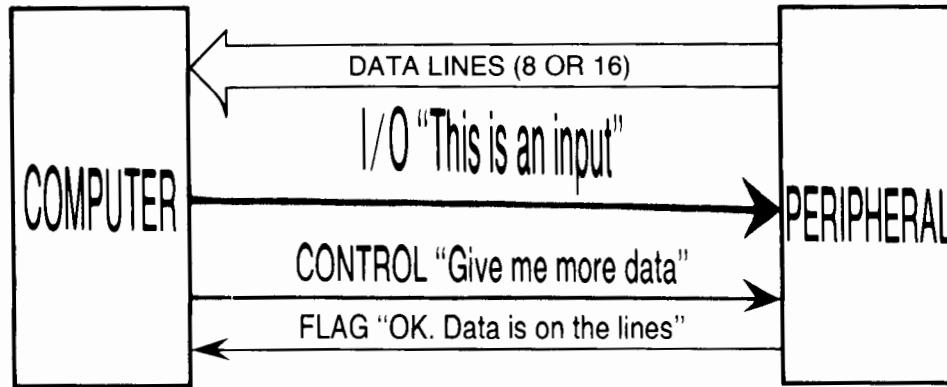 DATA LINES (8 OR 16)
I/O “This is an input”
COMPUTER
PERIPHERAL
CONTROL “Give me more data”
FLAG “OK. Data is on the lines”